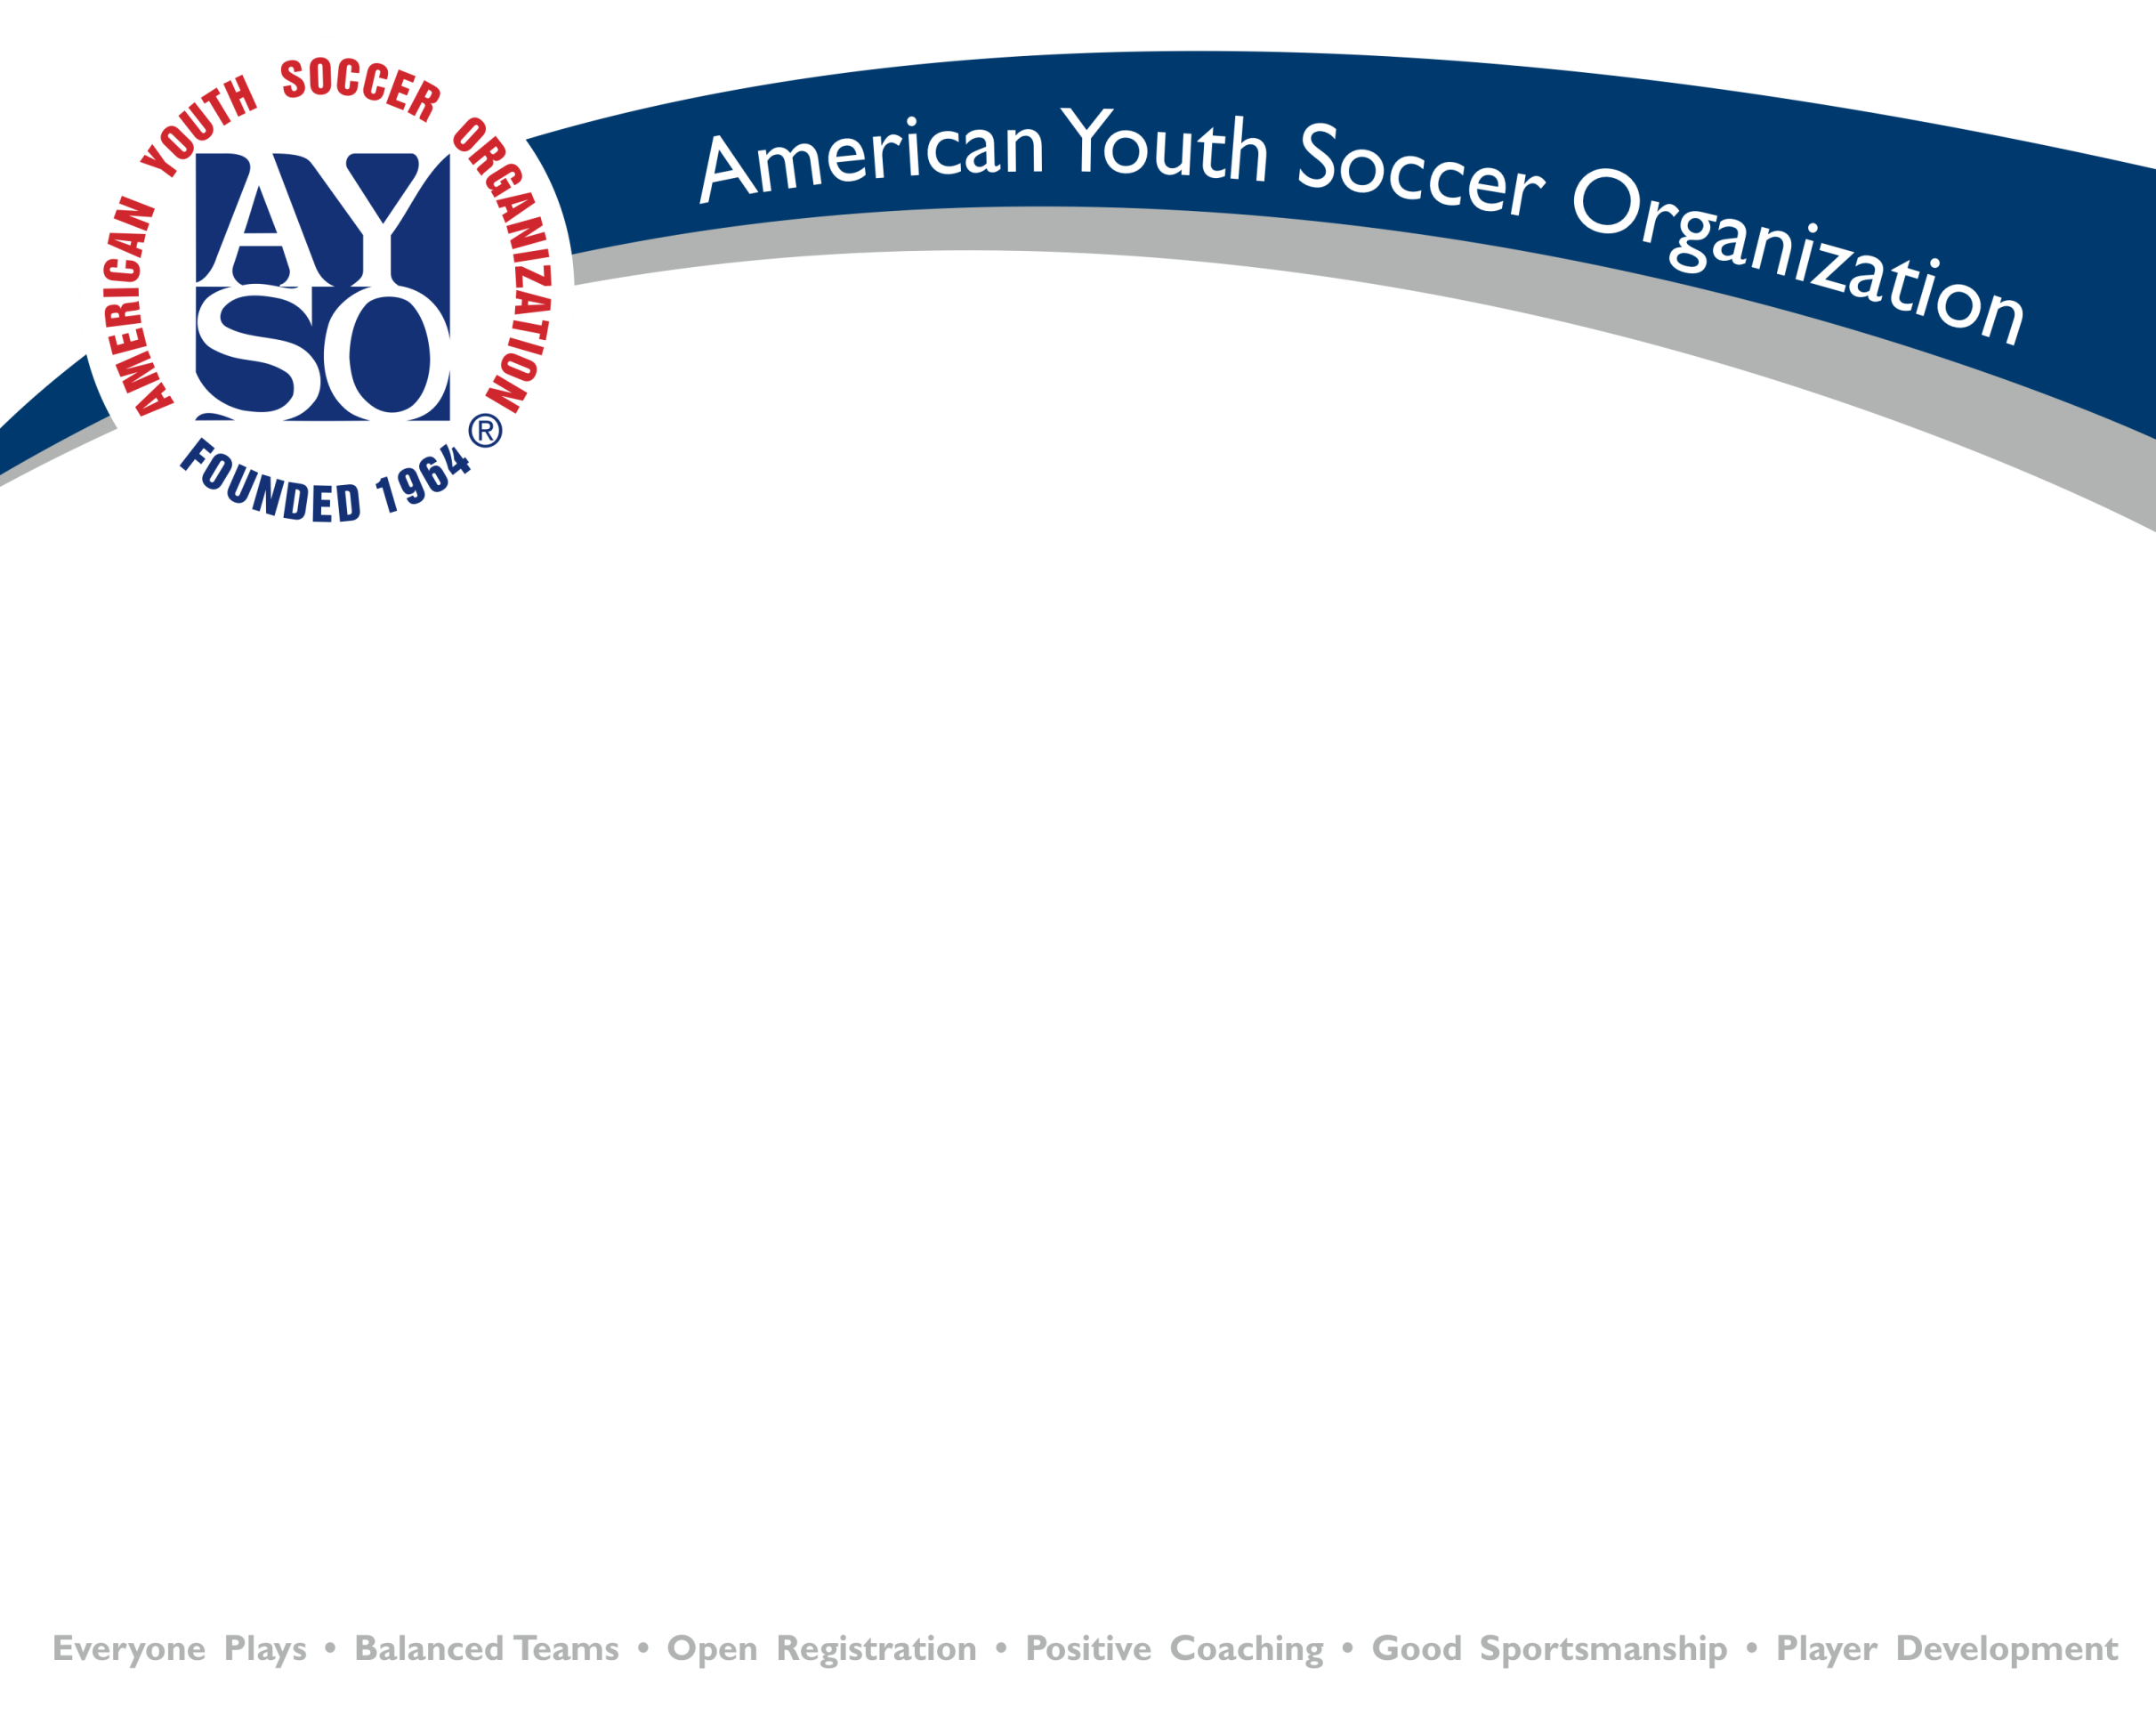 AMERICAN YOUTH SOCCER ORGANIZATION
AYSO
®
FOUNDED 1964
American Youth Soccer Organization
Everyone Plays • Balanced Teams • Open Registration • Positive Coaching • Good Sportsmanship • Player Development